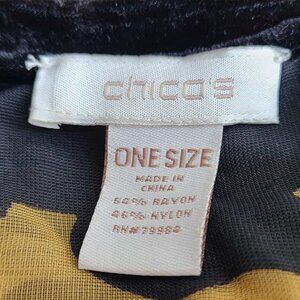 chico's
ONE SIZE
MADE IN
CHINA
54% RAYON
46% NYLON
RN# 79984